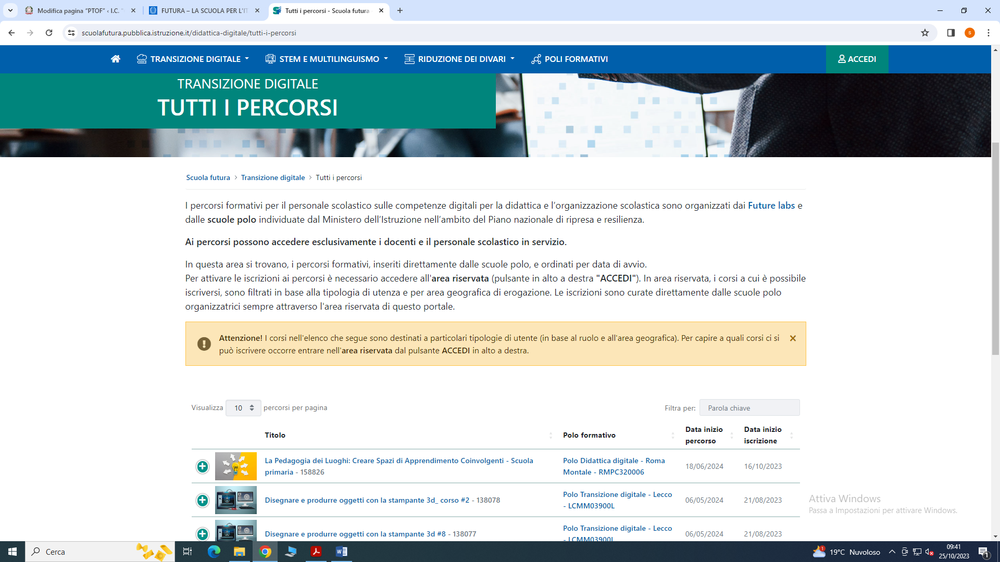 Modifica pagina “PTOF” ‹ I.C. "
FUTURA – LA SCUOLA PER L'IT
Tutti i percorsi - Scuola futura -
scuolafutura.pubblica.istruzione.it/didattica-digitale/tutti-i-percorsi
S
TRANSIZIONE DIGITALE
STEM E MULTILINGUISMO
RIDUZIONE DEI DIVARI
POLI FORMATIVI
ACCEDI
TRANSIZIONE DIGITALE
TUTTI I PERCORSI
Scuola futura > Transizione digitale > Tutti i percorsi
I percorsi formativi per il personale scolastico sulle competenze digitali per la didattica e l’organizzazione scolastica sono organizzati dai Future labs e
dalle scuole polo individuate dal Ministero dell’Istruzione nell’ambito del Piano nazionale di ripresa e resilienza.
Ai percorsi possono accedere esclusivamente i docenti e il personale scolastico in servizio.
In questa area si trovano, i percorsi formativi, inseriti direttamente dalle scuole polo, e ordinati per data di avvio.
Per attivare le iscrizioni ai percorsi è necessario accedere all'area riservata (pulsante in alto a destra "ACCEDI"). In area riservata, i corsi a cui è possibile
iscriversi, sono filtrati in base alla tipologia di utenza e per area geografica di erogazione. Le iscrizioni sono curate direttamente dalle scuole polo
organizzatrici sempre attraverso l'area riservata di questo portale.
Attenzione! I corsi nell'elenco che segue sono destinati a particolari tipologie di utente (in base al ruolo e all'area geografica). Per capire a quali corsi ci si
può iscrivere occorre entrare nell'area riservata dal pulsante ACCEDI in alto a destra.
Visualizza 10 percorsi per pagina
Filtra per: Parola chiave
Titolo
Polo formativo
Data inizio
percorso
Data inizio
iscrizione
La Pedagogia dei Luoghi: Creare Spazi di Apprendimento Coinvolgenti - Scuola
primaria - 158826
Polo Didattica digitale - Roma
Montale - RMPC320006
18/06/2024
16/10/2023
Disegnare e produrre oggetti con la stampante 3d_ corso #2 - 138078
Polo Transizione digitale - Lecco
- LCMM03900L
06/05/2024
21/08/2023
Disegnare e produrre oggetti con la stampante 3d #8 - 138077
Polo Transizione digitale - Lecco
- LCMM03900L
06/05/2024
21/08/2023
Attiva Windows
Passa a Impostazioni per attivare Windows.
Cerca
1
19°C Nuvoloso
09:41
25/10/2023
1